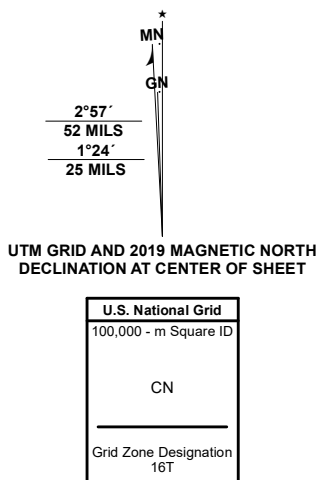 MN
GN
2°57´
52 MILS
1°24´
25 MILS
UTM GRID AND 2019 MAGNETIC NORTH
DECLINATION AT CENTER OF SHEET
U.S. National Grid
100,000 - m Square ID
CN
Grid Zone Designation
16T